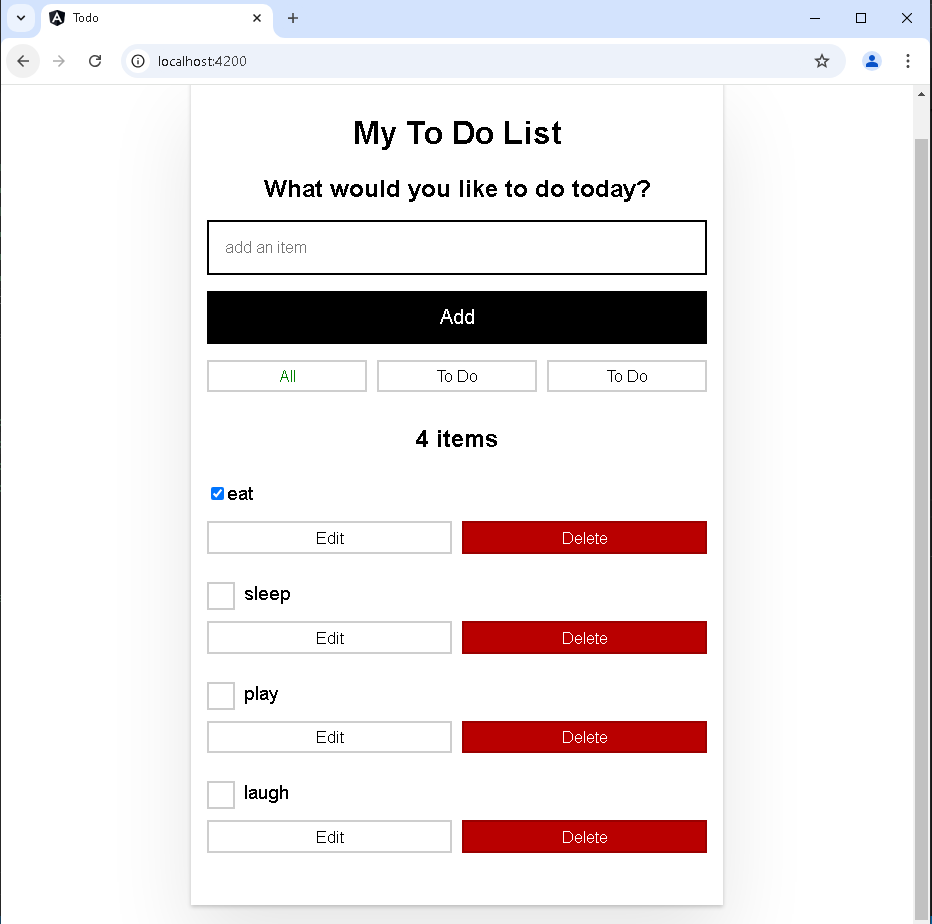 Todo
localhost:4200
My To Do List
What would you like to do today?
add an item
Add
All To Do To Do
4 items
eat
Edit Delete
sleep
Edit Delete
play
Edit Delete
laugh
Edit Delete